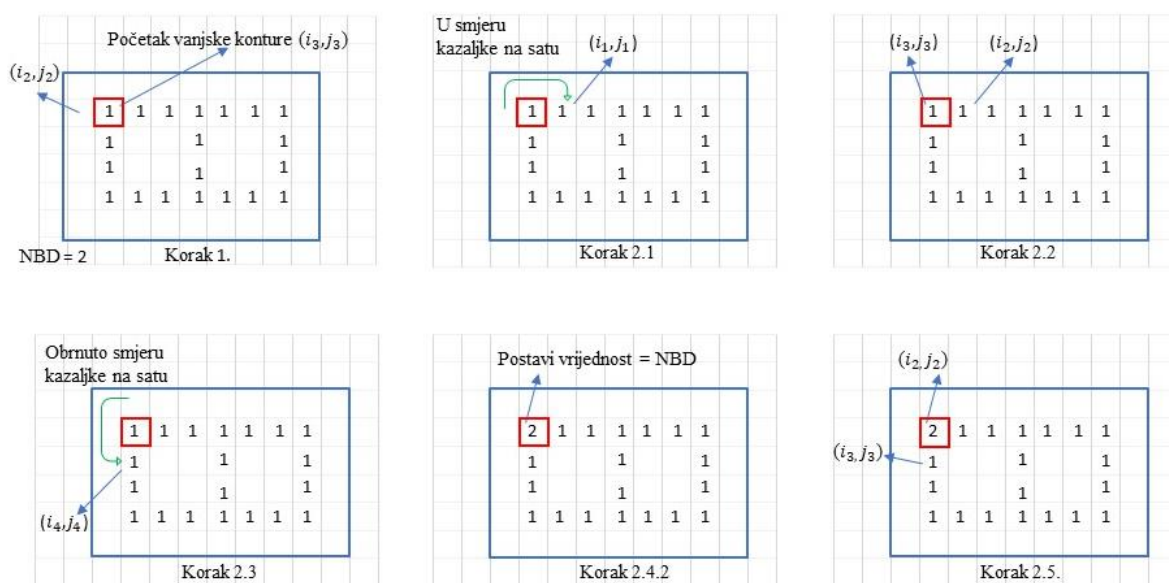 Početak vanjske konture (i₃,j₃)
(i₂,j₂)
1 1 1 1 1 1 1
1 1 1
1 1 1
1 1 1 1 1 1 1
NBD = 2
Korak 1.
U smjeru
kazaljke na satu
(i₁,j₁)
1 1 1 1 1 1 1
1 1 1
1 1 1
1 1 1 1 1 1 1
Korak 2.1
(i₃,j₃)
(i₂,j₂)
1 1 1 1 1 1 1
1 1 1
1 1 1
1 1 1 1 1 1 1
Korak 2.2
Obrnuto smjeru
kazaljke na satu
1 1 1 1 1 1 1
1 1 1
1 1 1
1 1 1 1 1 1 1
(i₄,j₄)
Korak 2.3
Postavi vrijednost = NBD
2 1 1 1 1 1 1
1 1 1
1 1 1
1 1 1 1 1 1 1
Korak 2.4.2
(i₂,j₂)
2 1 1 1 1 1 1
(i₃,j₃)
1 1 1
1 1 1
1 1 1 1 1 1 1
Korak 2.5.